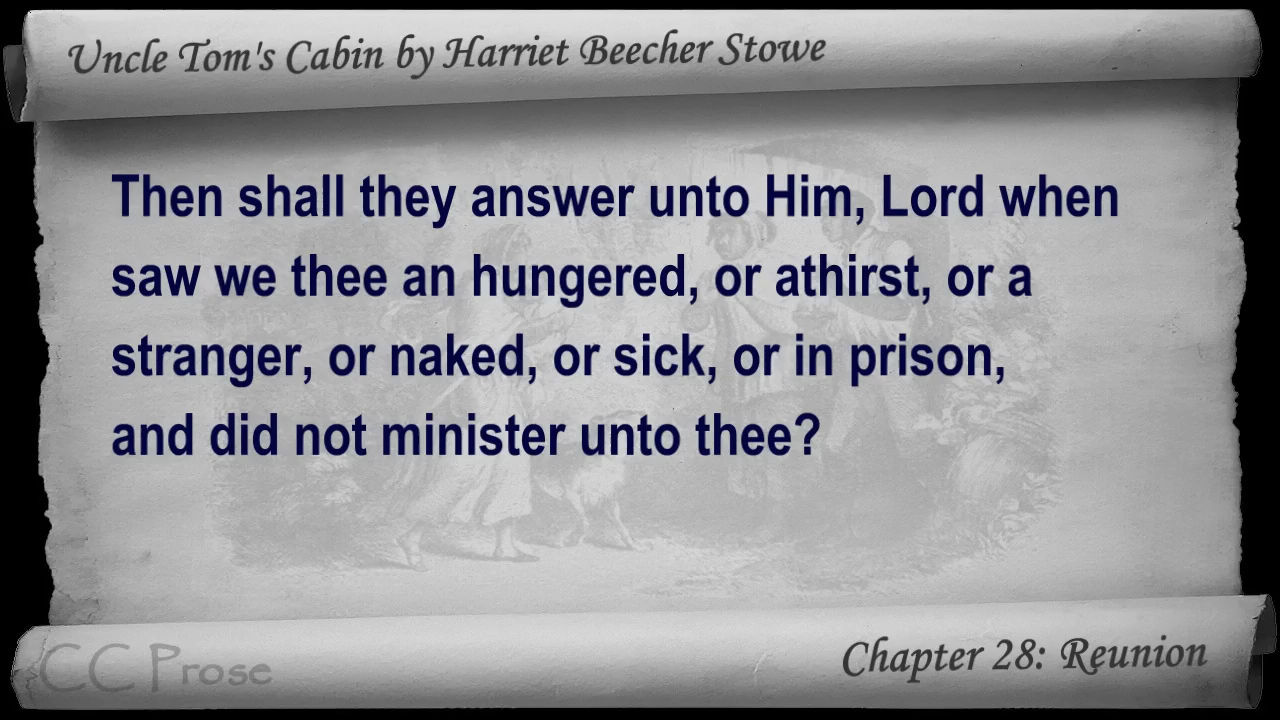 Uncle Tom's Cabin by Harriet Beecher Stowe
Then shall they answer unto Him, Lord when
saw we thee an hungered, or athirst, or a
stranger, or naked, or sick, or in prison,
and did not minister unto thee?
CC Prose
Chapter 28: Reunion